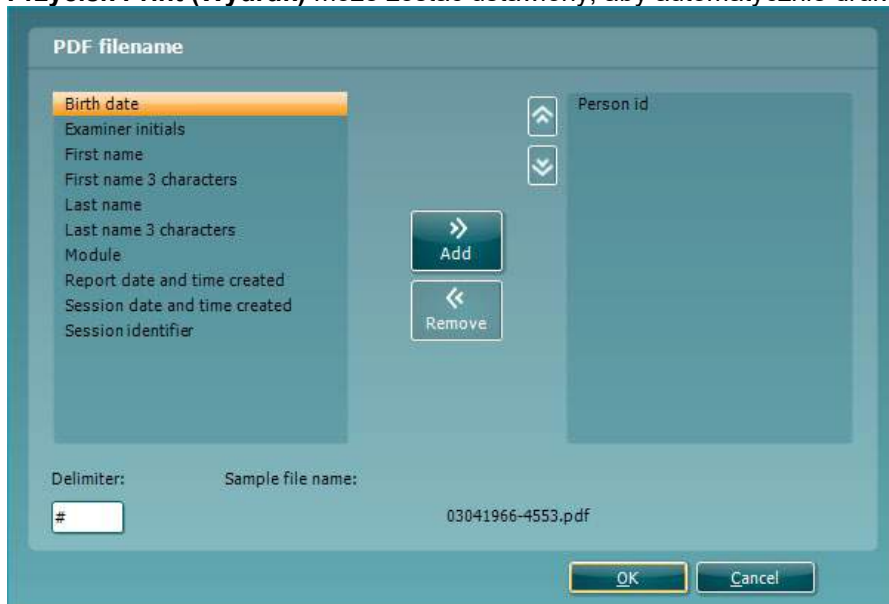 PDF filename
Birth date
Examiner initials
First name
First name 3 characters
Last name
Last name 3 characters
Module
Report date and time created
Session date and time created
Session identifier
Add
Remove
Person id
Delimiter:
Sample file name:
#
03041966-4553.pdf
OK
Cancel